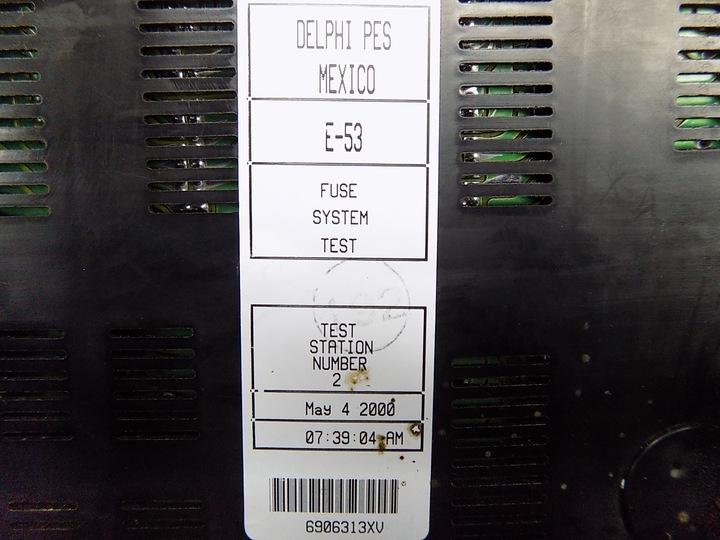 DELPHI PES
MEXICO
E-53
FUSE
SYSTEM
TEST
TEST
STATION
NUMBER
2
May 4 2000
07:39:04 AM
6906313XV